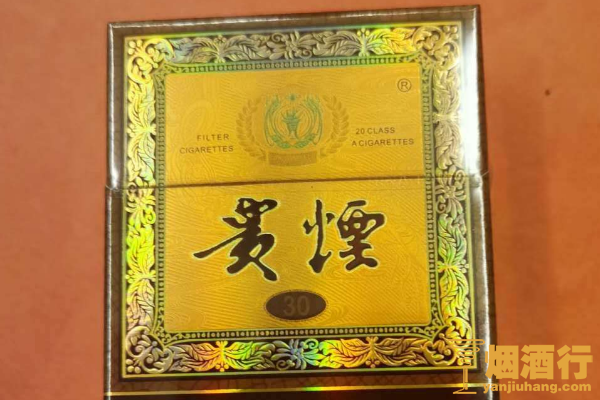 ®
FILTER
CIGARETTES
20 CLASS
A CIGARETTES
贵煙
30
烟酒行
yanjiuhang.com